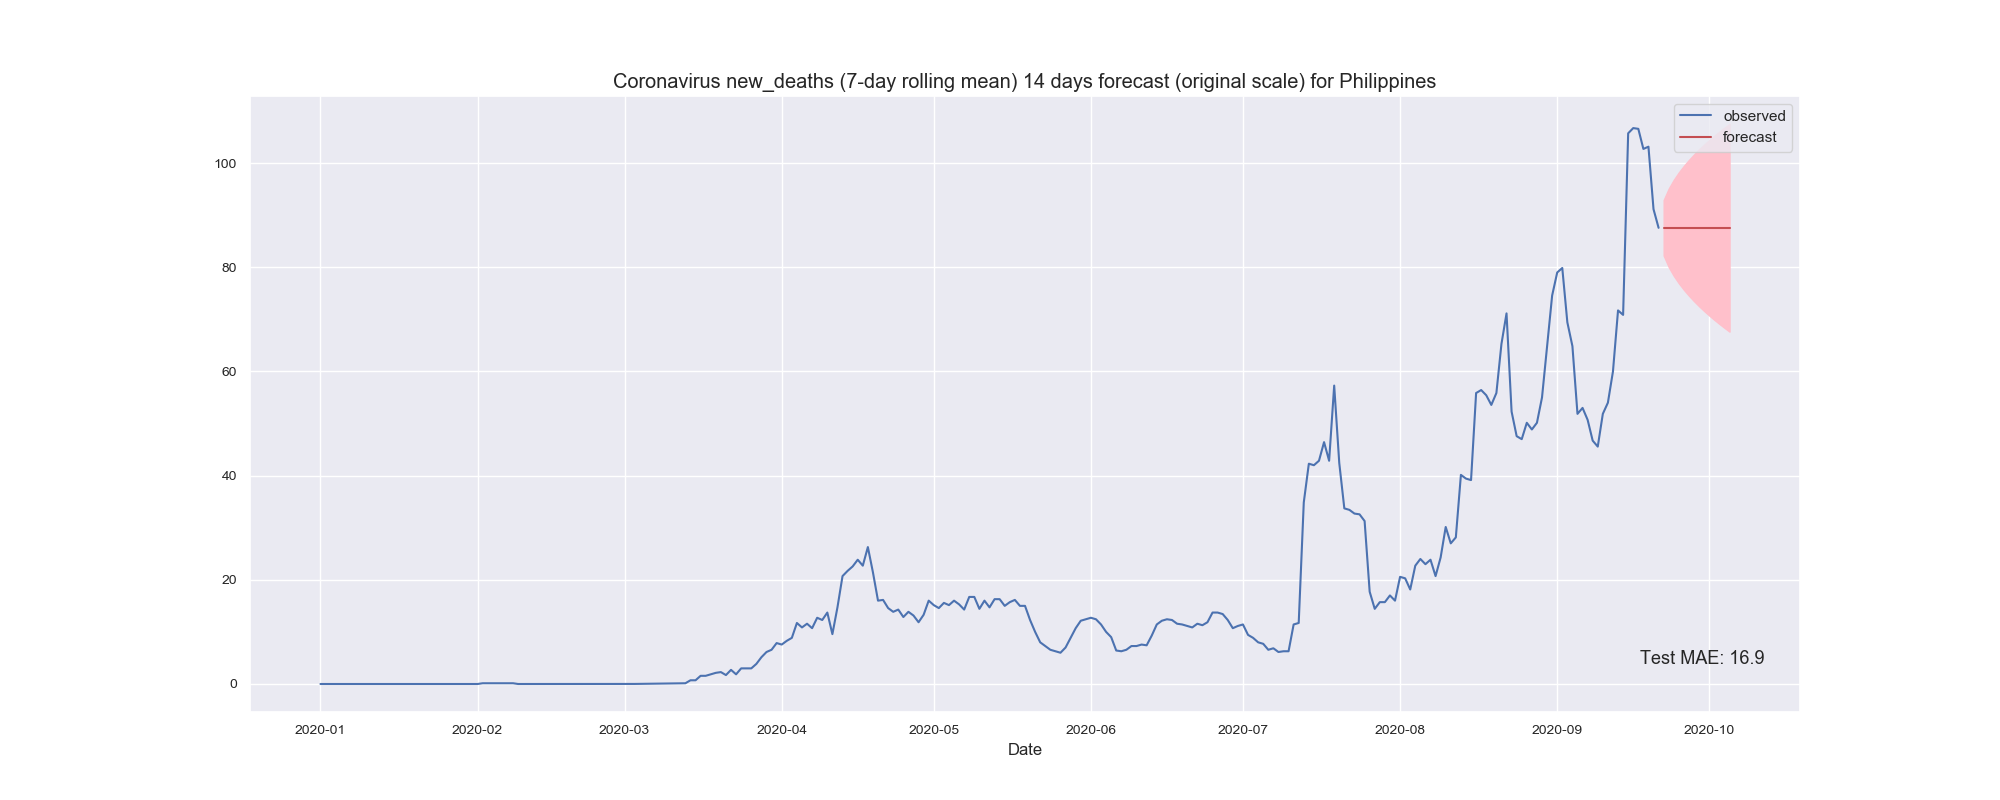 Coronavirus new_deaths (7-day rolling mean) 14 days forecast (original scale) for Philippines
observed
forecast
100
80
60
40
20
0
Test MAE: 16.9
2020-01 2020-02 2020-03 2020-04 2020-05 2020-06 2020-07 2020-08 2020-09 2020-10
Date